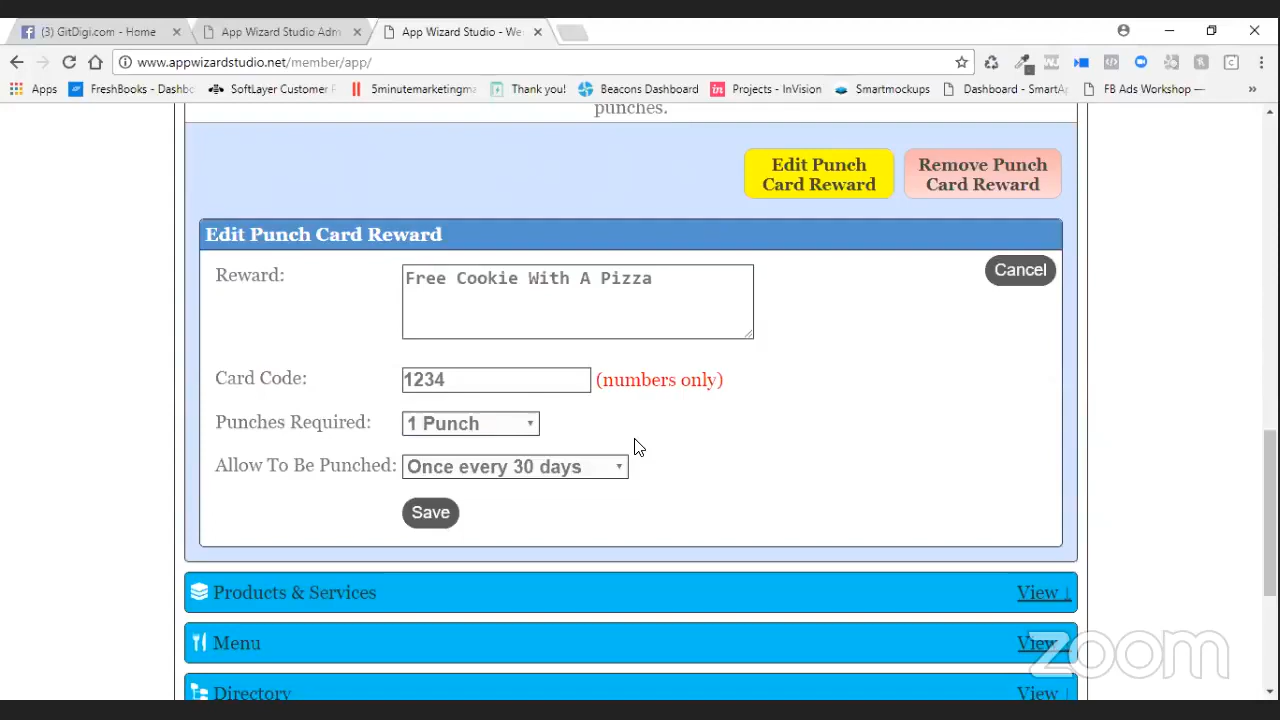 (3) GitDigi.com - Home
App Wizard Studio Adm
App Wizard Studio - We
www.appwizardstudio.net/member/app/
Apps
FreshBooks - Dashbo
SoftLayer Customer
5minutemarketingma
Thank you!
Beacons Dashboard
Projects - InVision
Smartmockups
Dashboard - SmartA
FB Ads Workshop —
»
punches.
Edit Punch
Card Reward
Remove Punch
Card Reward
Edit Punch Card Reward
Reward:
Free Cookie With A Pizza
Cancel
Card Code:
1234
(numbers only)
Punches Required:
1 Punch
Allow To Be Punched:
Once every 30 days
Save
Products & Services
View ↓
Menu
View
zoom
Directory
View ↓